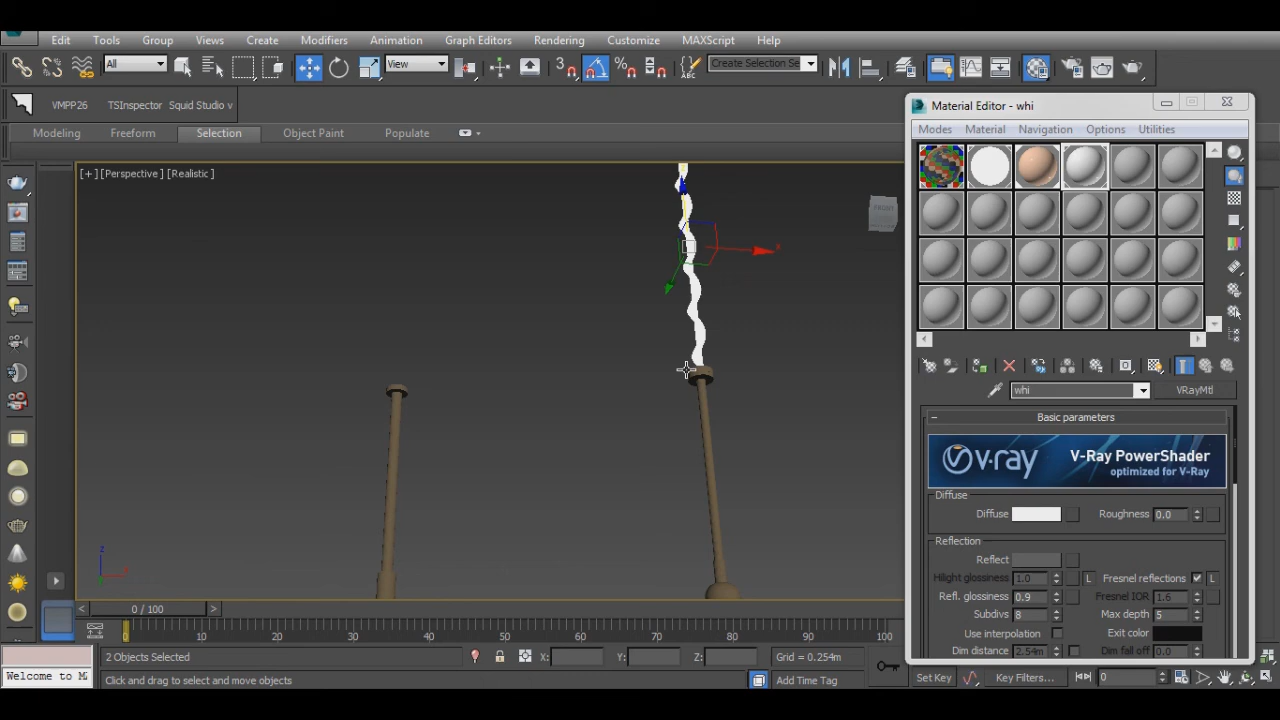 Edit Tools Group Views Create Modifiers Animation Graph Editors Rendering Customize MAXScript Help
All View 3 Create Selection Se
VMPP26 TSInspector Squid Studio v
Material Editor - whi
Modeling Freeform Selection Object Paint Populate
Modes Material Navigation Options Utilities
[+] [Perspective] [Realistic]
x
whi VRayMtl
Basic parameters
v-ray V-Ray PowerShader
optimized for V-Ray
Diffuse
Diffuse Roughness 0.0
Reflection
Reflect
Hilight glossiness 1.0 L Fresnel reflections L
Refl. glossiness 0.9 Fresnel IOR 1.6
Subdivs 8 Max depth 5
Use interpolation Exit color
Dim distance 2.54m Dim fall off 0.0
z
x
< 0 / 100 >
0 10 20 30 40 50 60 70 80 90 100
2 Objects Selected X: Y: Z: Grid = 0.254m
Welcome to M Click and drag to select and move objects Add Time Tag Set Key Key Filters... 0